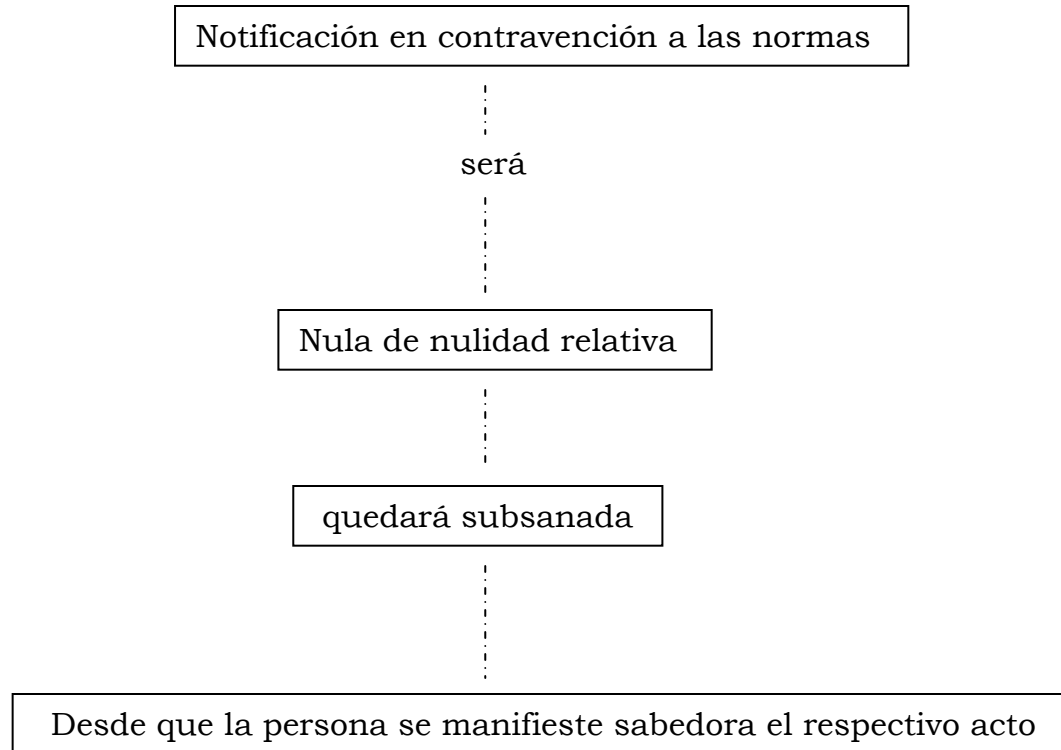 Notificación en contravención a las normas
será
Nula de nulidad relativa
quedará subsanada
Desde que la persona se manifieste sabedora el respectivo acto